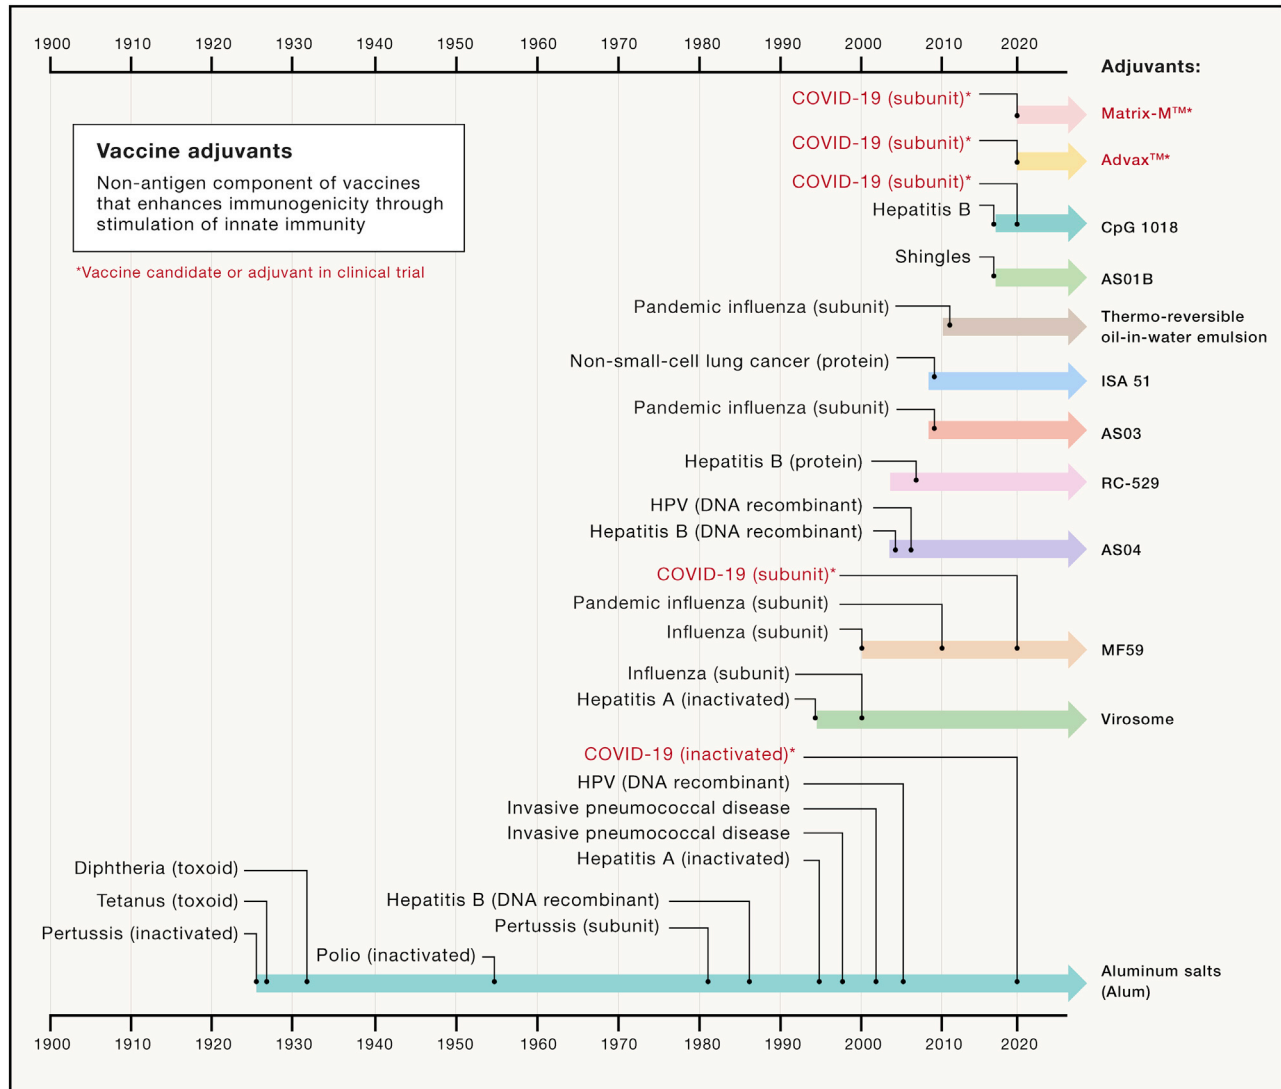 1900 1910 1920 1930 1940 1950 1960 1970 1980 1990 2000 2010 2020
Adjuvants:
COVID-19 (subunit)*
Matrix-M™*
Vaccine adjuvants
Non-antigen component of vaccines
that enhances immunogenicity through
stimulation of innate immunity
*Vaccine candidate or adjuvant in clinical trial
COVID-19 (subunit)*
Advax™*
COVID-19 (subunit)*
Hepatitis B
CpG 1018
Shingles
AS01B
Pandemic influenza (subunit)
Thermo-reversible
oil-in-water emulsion
Non-small-cell lung cancer (protein)
ISA 51
Pandemic influenza (subunit)
AS03
Hepatitis B (protein)
RC-529
HPV (DNA recombinant)
Hepatitis B (DNA recombinant)
AS04
COVID-19 (subunit)*
Pandemic influenza (subunit)
Influenza (subunit)
MF59
Influenza (subunit)
Hepatitis A (inactivated)
Virosome
COVID-19 (inactivated)*
HPV (DNA recombinant)
Invasive pneumococcal disease
Invasive pneumococcal disease
Hepatitis A (inactivated)
Diphtheria (toxoid)
Tetanus (toxoid)
Pertussis (inactivated)
Hepatitis B (DNA recombinant)
Pertussis (subunit)
Polio (inactivated)
Aluminum salts
(Alum)
1900 1910 1920 1930 1940 1950 1960 1970 1980 1990 2000 2010 2020